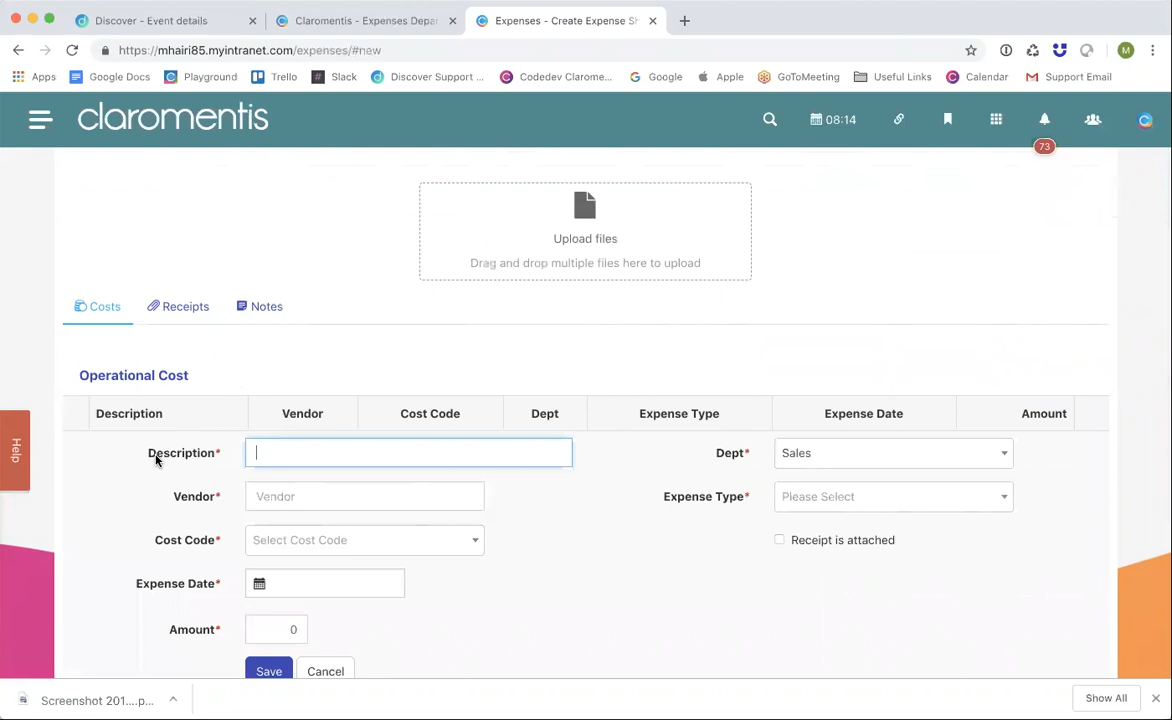 Discover - Event details
Claromentis - Expenses Depar
Expenses - Create Expense Sh
https://mhairi85.myintranet.com/expenses/#new
M
Apps
Google Docs
Playground
Trello
Slack
Discover Support ...
Codedev Clarome...
Google
Apple
GoToMeeting
Useful Links
Calendar
Support Email
claromentis
08:14
73
Upload files
Drag and drop multiple files here to upload
Costs
Receipts
Notes
Operational Cost
Description Vendor Cost Code Dept Expense Type Expense Date Amount
Description*
Dept* Sales
Vendor* Vendor
Expense Type* Please Select
Cost Code* Select Cost Code
Receipt is attached
Expense Date*
Amount* 0
Save Cancel
Help
Screenshot 201....p...
Show All